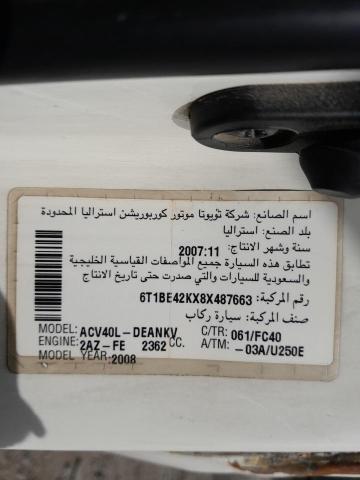 اسم الصانع: شركة تويوتا موتور كوربوريشن استراليا المحدودة
بلد الصنع: استراليا
سنة وشهر الانتاج: 2007:11
تطابق هذه السيارة جميع المواصفات القياسية الخليجية
والسعودية للسيارات والتي صدرت حتى تاريخ الانتاج
رقم المركبة: 6T1BE42KX8X487663
صنف المركبة: سيارة ركاب
MODEL: ACV40L-DEANKV C/TR: 061/FC40
ENGINE: 2AZ-FE 2362 CC. A/TM: -03A/U250E
MODEL YEAR: 2008